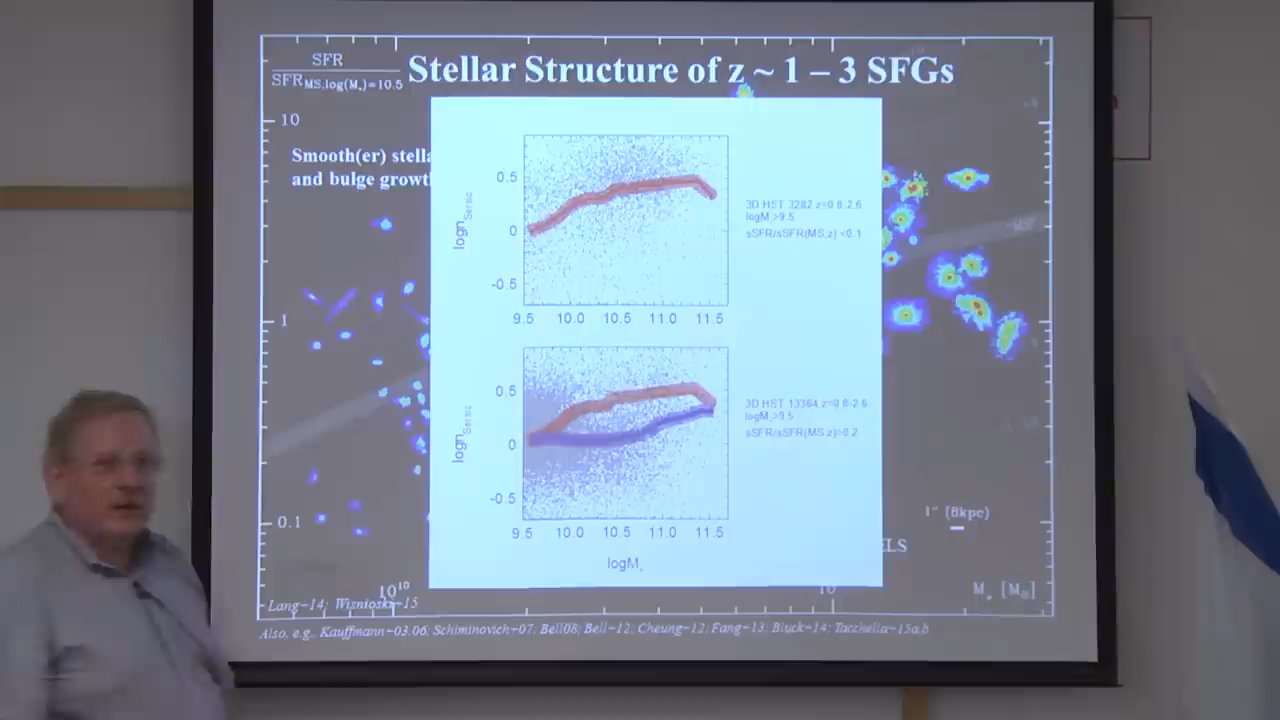 Stellar Structure of z ~ 1 – 3 SFGs
SFR
SFR MS,log(M*)=10.5
10
Smooth(er) stella
and bulge growt
0.5
0
-0.5
lognSersic
3D HST 3282 z=0.8-2.6
logM*>9.5
sSFR/sSFR(MS,z) <0.1
9.5 10.0 10.5 11.0 11.5
1
0.5
0
-0.5
lognSersic
3D HST 13364 z=0.8-2.6
logM*>9.5
sSFR/sSFR(MS,z)>0.2
9.5 10.0 10.5 11.0 11.5
logM*
0.1
1" (8kpc)
ELS
10^10
M* [M⊙]
Lang+14; Wisnioski+15
Also, e.g., Kauffmann+03,06; Schiminovich+07; Bell08; Bell+12; Cheung+12; Fang+13; Bluck+14; Tacchella+15a,b